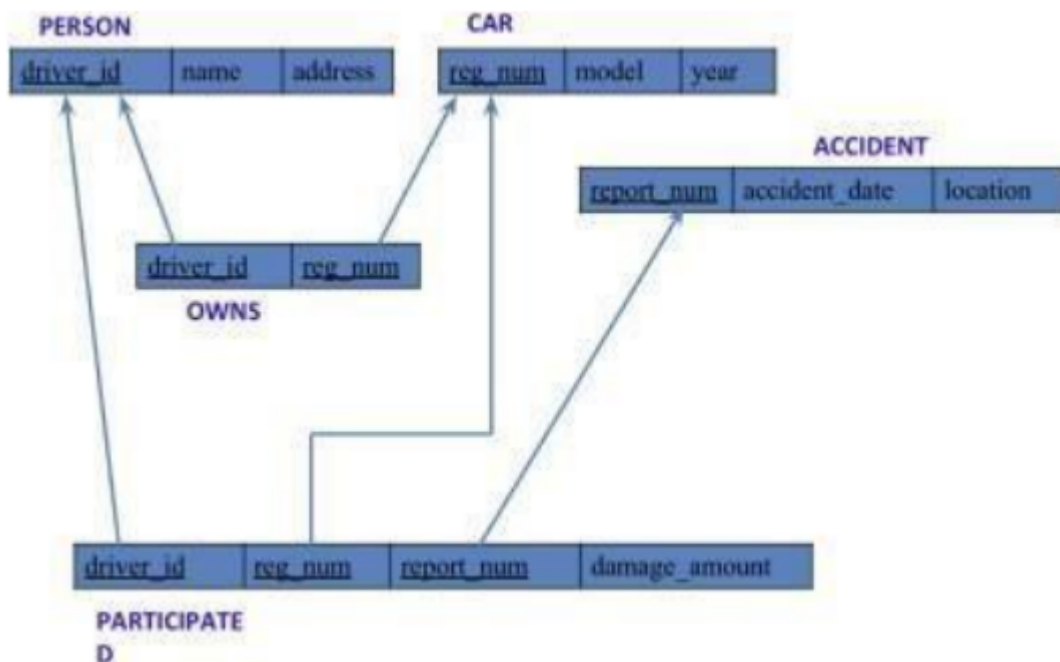 PERSON
CAR
driver_id name address
reg_num model year
ACCIDENT
report_num accident_date location
driver_id reg_num
OWNS
driver_id reg_num report_num damage_amount
PARTICIPATE
D